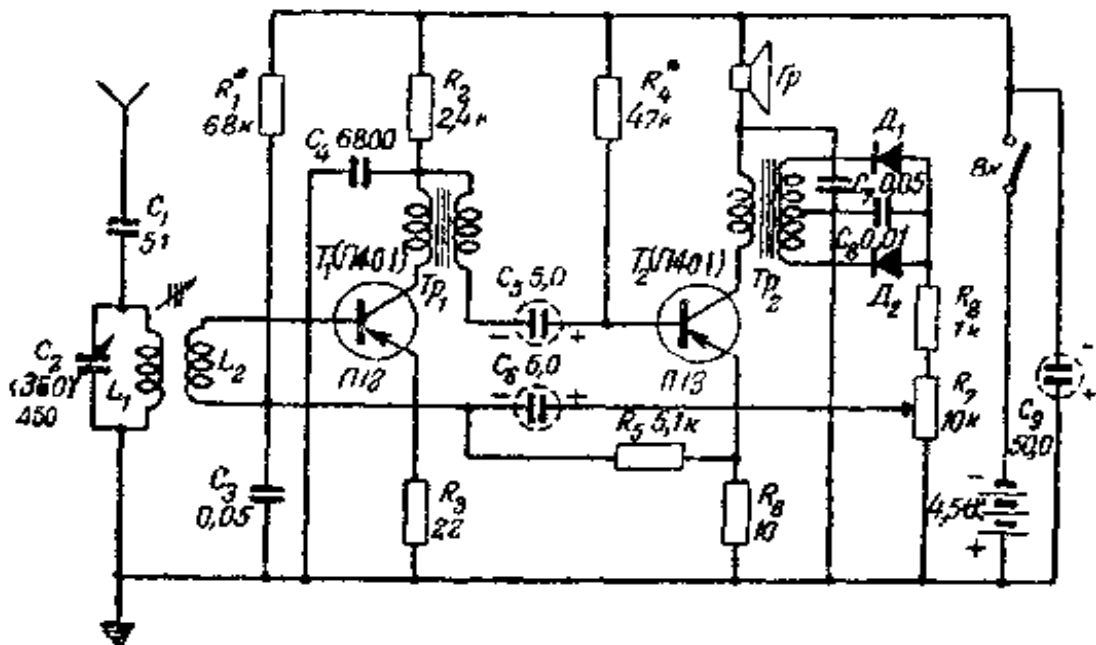 R₁*
68к
R₂
2,4к
R₄*
47к
Гр
C₄ 6800
Д₁
Вк
C₁
51
C₇ 0,05
T₁(П401)
Тр₁
C₅ 5,0
- +
T₂(П401)
Тр₂
C₈ 0,01
Д₂
R₈
1к
C₂
(360)
450
L₁
L₂
П13
C₆ 5,0
- +
П13
R₇
10к
C₉
50,0
-
+
R₅ 5,1к
C₃
0,05
R₃
22
R₆
10
-
4,5в
+